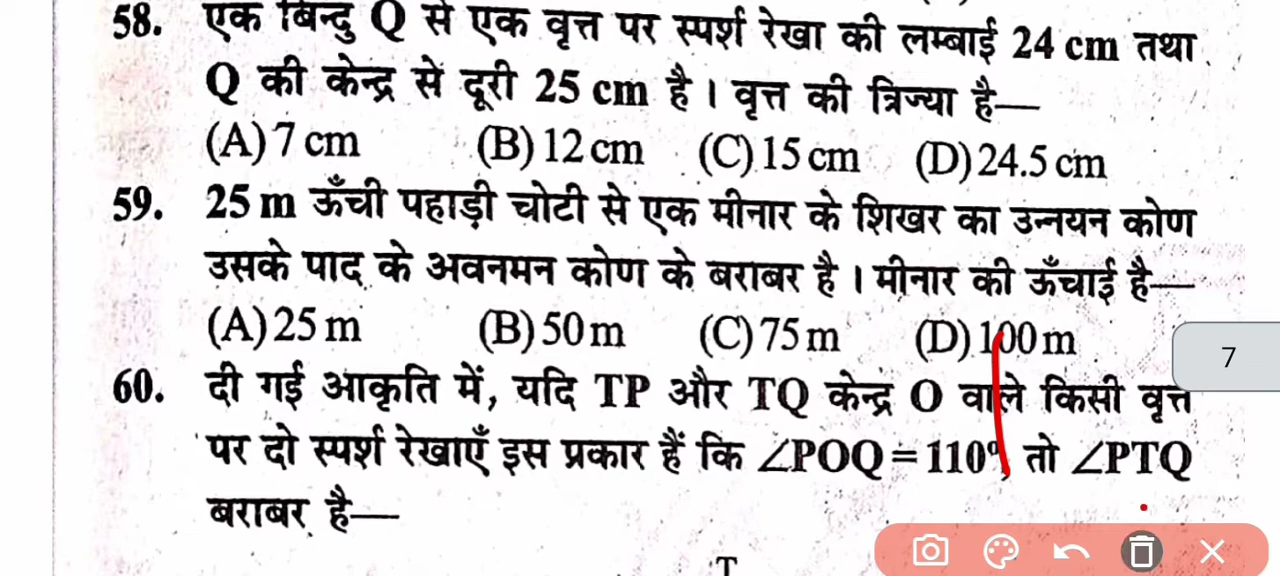 58. एक बिन्दु Q से एक वृत्त पर स्पर्श रेखा की लम्बाई 24 cm तथा
Q की केन्द्र से दूरी 25 cm है। वृत्त की त्रिज्या है—
(A) 7 cm (B) 12 cm (C) 15 cm (D) 24.5 cm
59. 25 m ऊँची पहाड़ी चोटी से एक मीनार के शिखर का उन्नयन कोण
उसके पाद के अवनमन कोण के बराबर है। मीनार की ऊँचाई है—
(A) 25 m (B) 50 m (C) 75 m (D) 100 m
7
60. दी गई आकृति में, यदि TP और TQ केन्द्र O वाले किसी वृत्त
पर दो स्पर्श रेखाएँ इस प्रकार हैं कि ∠POQ = 110°, तो ∠PTQ
बराबर है—
T